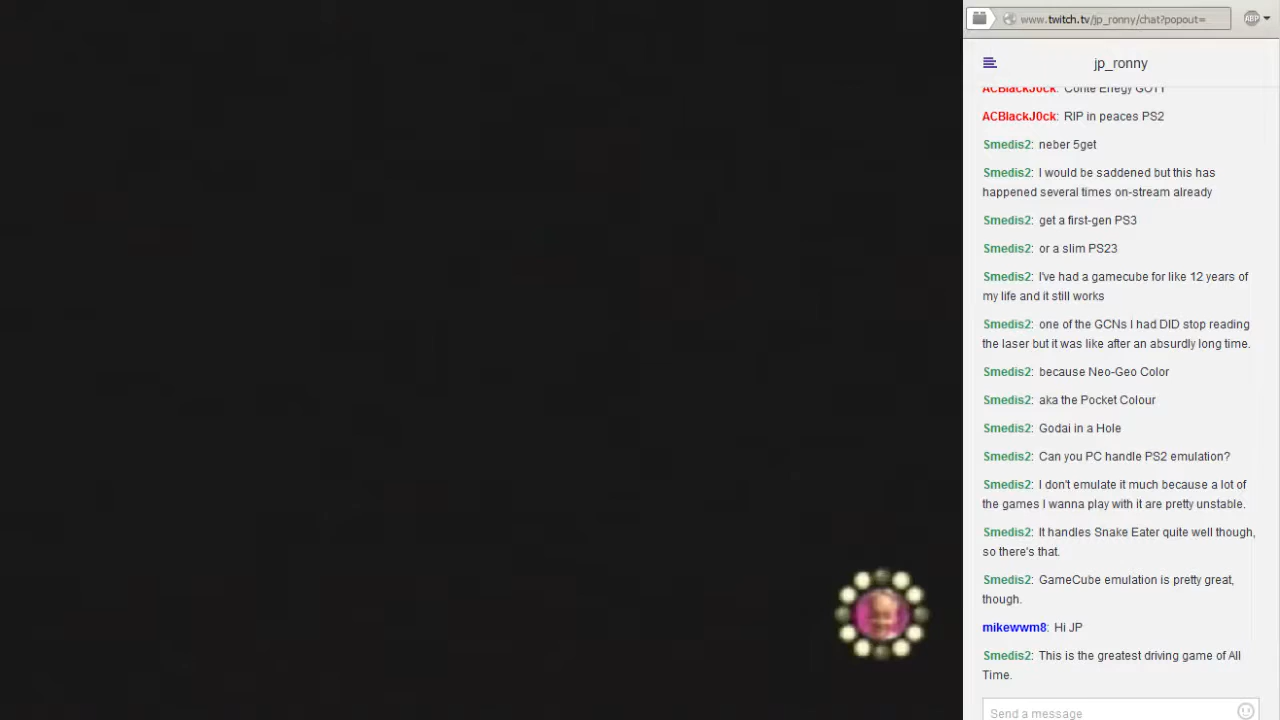 www.twitch.tv/jp_ronny/chat?popout=
ABP
jp_ronny
ACBlackJ0ck: Conte Enegy GOTY
ACBlackJ0ck: RIP in peaces PS2
Smedis2: neber 5get
Smedis2: I would be saddened but this has
happened several times on-stream already
Smedis2: get a first-gen PS3
Smedis2: or a slim PS23
Smedis2: I've had a gamecube for like 12 years of
my life and it still works
Smedis2: one of the GCNs I had DID stop reading
the laser but it was like after an absurdly long time.
Smedis2: because Neo-Geo Color
Smedis2: aka the Pocket Colour
Smedis2: Godai in a Hole
Smedis2: Can you PC handle PS2 emulation?
Smedis2: I don't emulate it much because a lot of
the games I wanna play with it are pretty unstable.
Smedis2: It handles Snake Eater quite well though,
so there's that.
Smedis2: GameCube emulation is pretty great,
though.
mikewwm8: Hi JP
Smedis2: This is the greatest driving game of All
Time.
Send a message